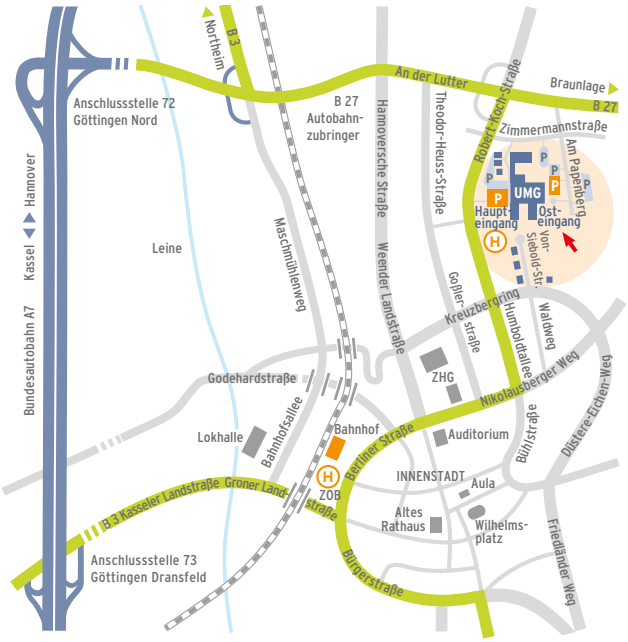 B 3
Northeim
An der Lutter
Braunlage
B 27
Anschlussstelle 72
Göttingen Nord
B 27
Autobahn-
zubringer
Hannoversche Straße
Theodor-Heuss-Straße
Robert-Koch-Straße
Zimmermannstraße
Am Papenberg
P
P
P
P
P
P
UMG
Haupt-
eingang
Ost-
eingang
H
Von-
Siebold-Str.
Kassel
Hannover
Bundesautobahn A7
Leine
Maschmühlenweg
Weender Landstraße
Goßler-
straße
Kreuzbergring
Humboldtallee
Waldweg
Nikolausberger Weg
Düstere-Eichen-Weg
Godehardstraße
ZHG
Bühlstraße
Lokhalle
Bahnhofsallee
Bahnhof
Berliner Straße
Auditorium
H
ZOB
INNENSTADT
Aula
B 3 Kasseler Landstraße
Groner Land-
straße
Altes
Rathaus
Wilhelms-
platz
Anschlussstelle 73
Göttingen Dransfeld
Bürgerstraße
Friedländer Weg